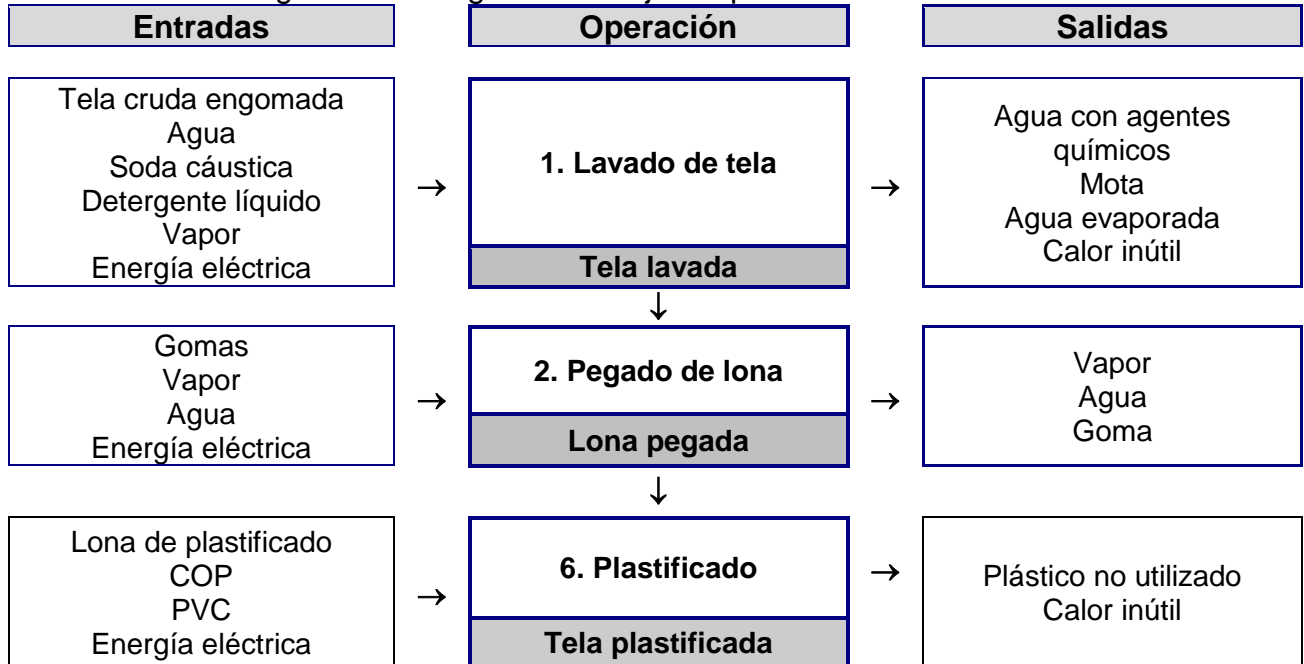 Entradas
Operación
Salidas
Tela cruda engomada
Agua
Soda cáustica
Detergente líquido
Vapor
Energía eléctrica
→
1. Lavado de tela
Tela lavada
→
Agua con agentes
químicos
Mota
Agua evaporada
Calor inútil
↓
Gomas
Vapor
Agua
Energía eléctrica
→
2. Pegado de lona
Lona pegada
→
Vapor
Agua
Goma
↓
Lona de plastificado
COP
PVC
Energía eléctrica
→
6. Plastificado
Tela plastificada
→
Plástico no utilizado
Calor inútil